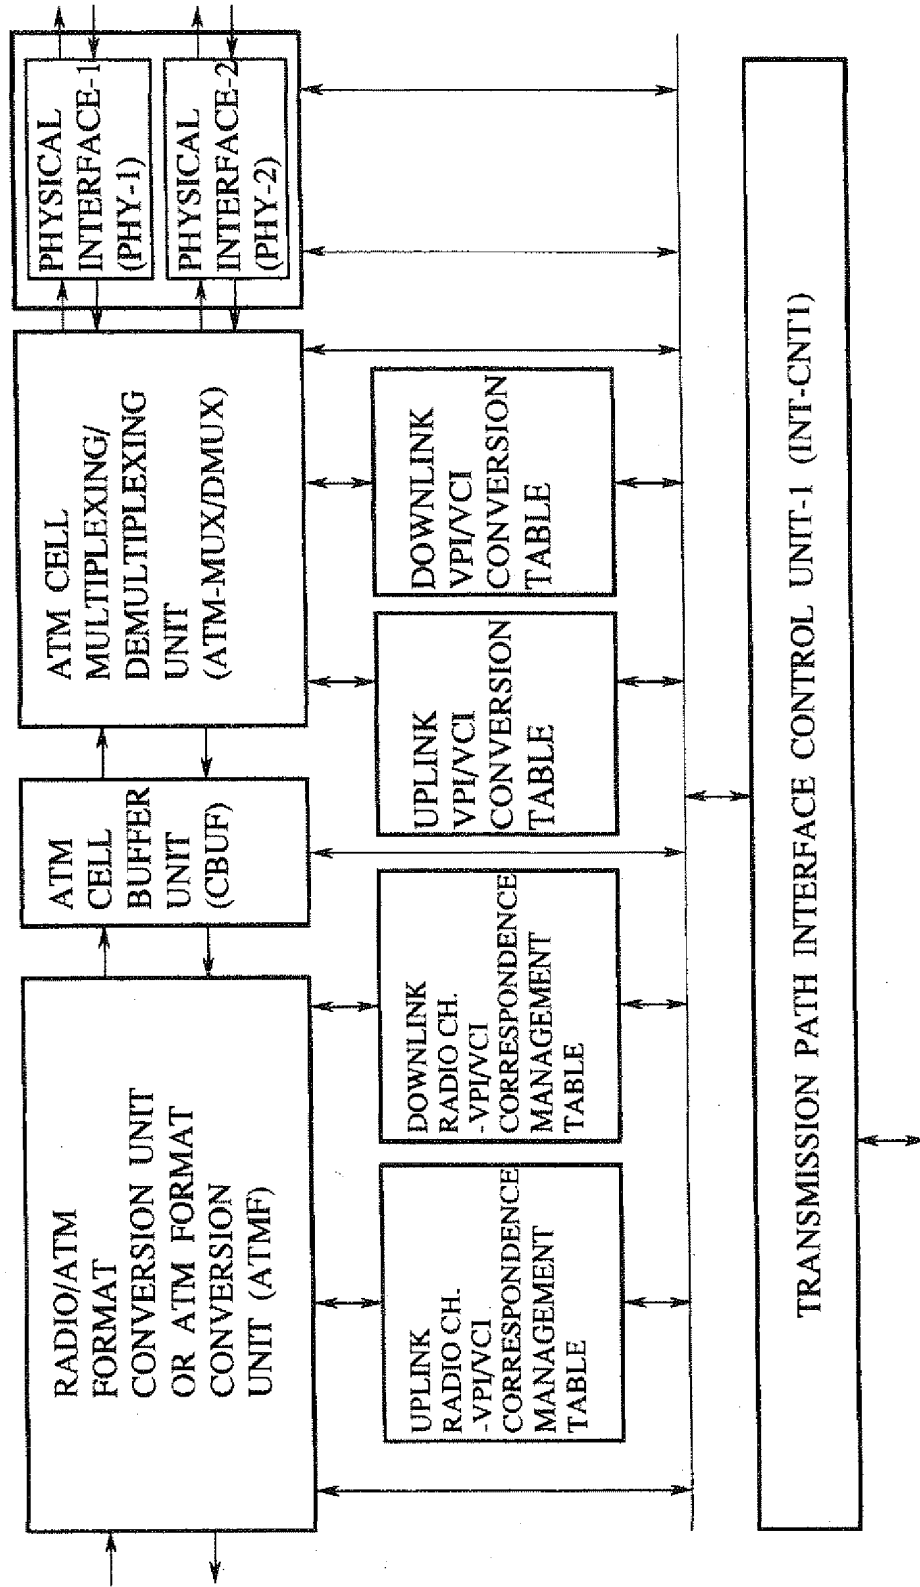 RADIO/ATM
FORMAT
CONVERSION UNIT
OR ATM FORMAT
CONVERSION
UNIT (ATMF)
ATM
CELL
BUFFER
UNIT
(CBUF)
ATM CELL
MULTIPLEXING/
DEMULTIPLEXING
UNIT
(ATM-MUX/DMUX)
PHYSICAL
INTERFACE-1
(PHY-1)
PHYSICAL
INTERFACE-2
(PHY-2)
UPLINK
RADIO CH.
-VPI/VCI
CORRESPONDENCE
MANAGEMENT
TABLE
DOWNLINK
RADIO CH.
-VPI/VCI
CORRESPONDENCE
MANAGEMENT
TABLE
UPLINK
VPI/VCI
CONVERSION
TABLE
DOWNLINK
VPI/VCI
CONVERSION
TABLE
TRANSMISSION PATH INTERFACE CONTROL UNIT-1 (INT-CNT1)